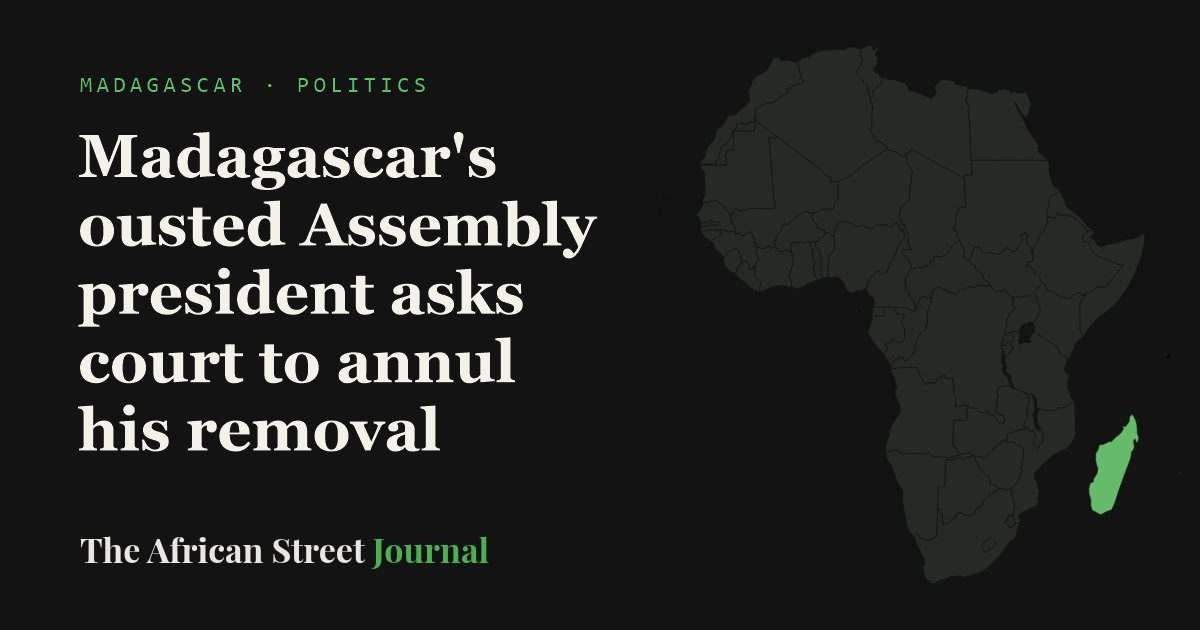 MADAGASCAR · POLITICS
Madagascar's
ousted Assembly
president asks
court to annul
his removal
The African Street Journal